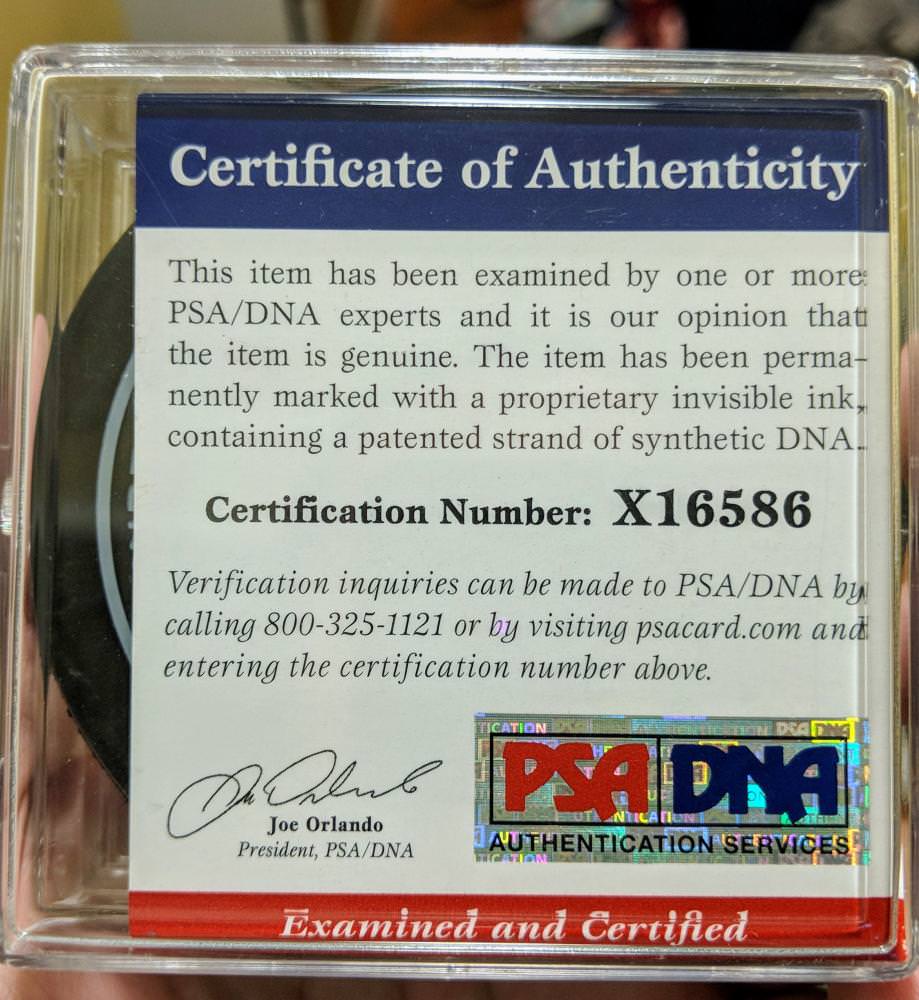 Certificate of Authenticity
This item has been examined by one or more
PSA/DNA experts and it is our opinion that
the item is genuine. The item has been perma-
nently marked with a proprietary invisible ink,
containing a patented strand of synthetic DNA.
Certification Number: X16586
Verification inquiries can be made to PSA/DNA by
calling 800-325-1121 or by visiting psacard.com and
entering the certification number above.
Joe Orlando
President, PSA/DNA
PSA DNA
AUTHENTICATION SERVICES
Examined and Certified